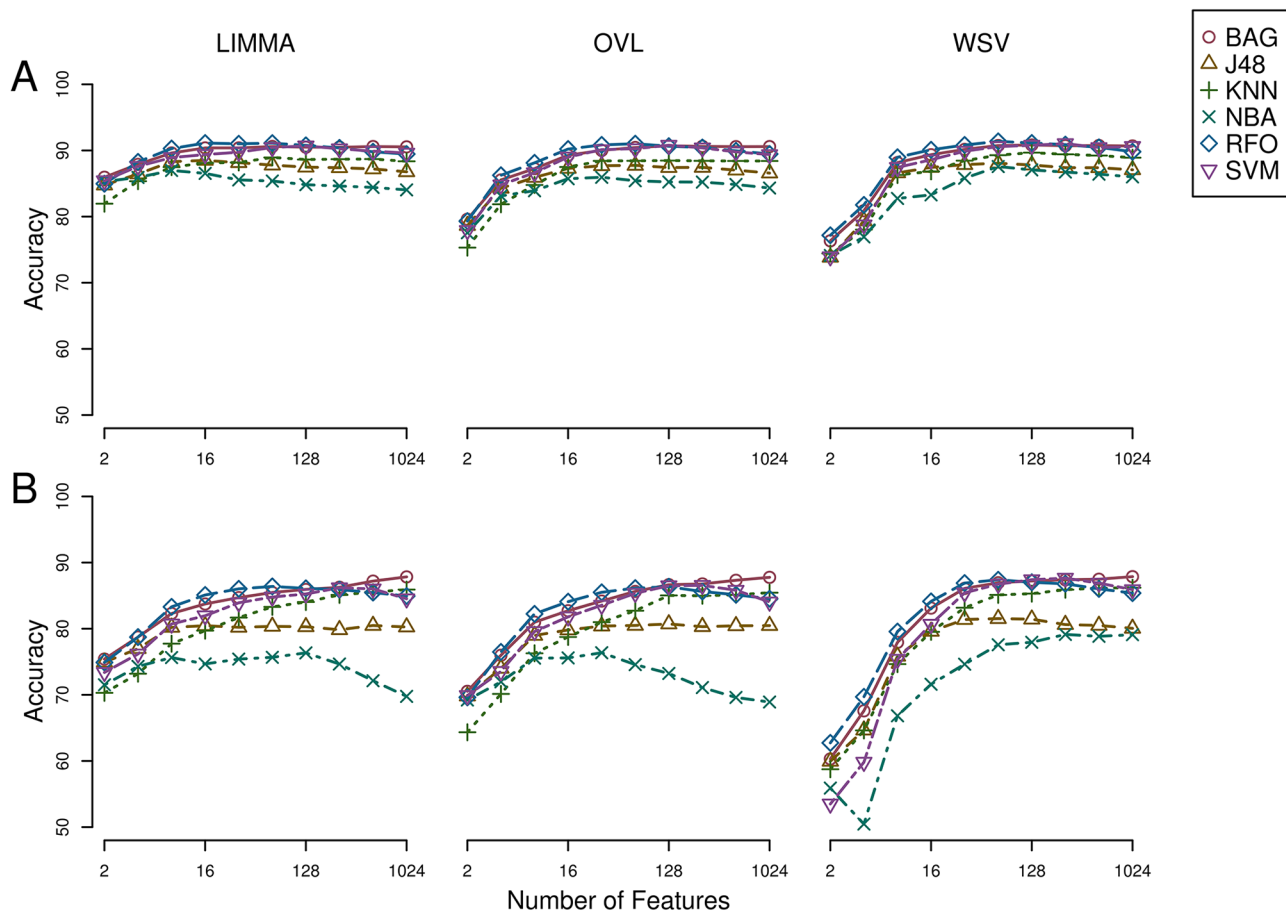 LIMMA OVL WSV
BAG
J48
KNN
NBA
RFO
SVM
A
Accuracy
100
90
80
70
60
50
2 16 128 1024 2 16 128 1024 2 16 128 1024
B
Accuracy
100
90
80
70
60
50
2 16 128 1024 2 16 128 1024 2 16 128 1024
Number of Features